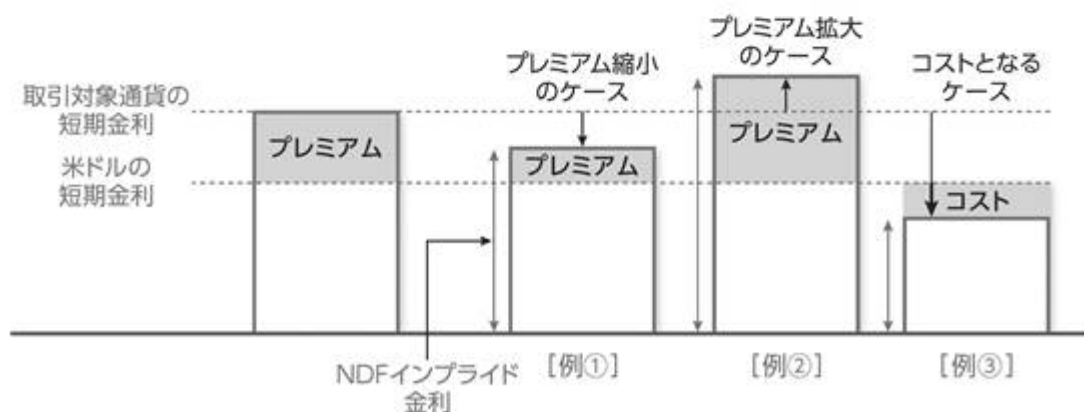 取引対象通貨の
短期金利
米ドルの
短期金利
プレミアム
プレミアム縮小
のケース
プレミアム
プレミアム拡大
のケース
プレミアム
コストとなる
ケース
コスト
NDFインプライド
金利
[例①]
[例②]
[例③]